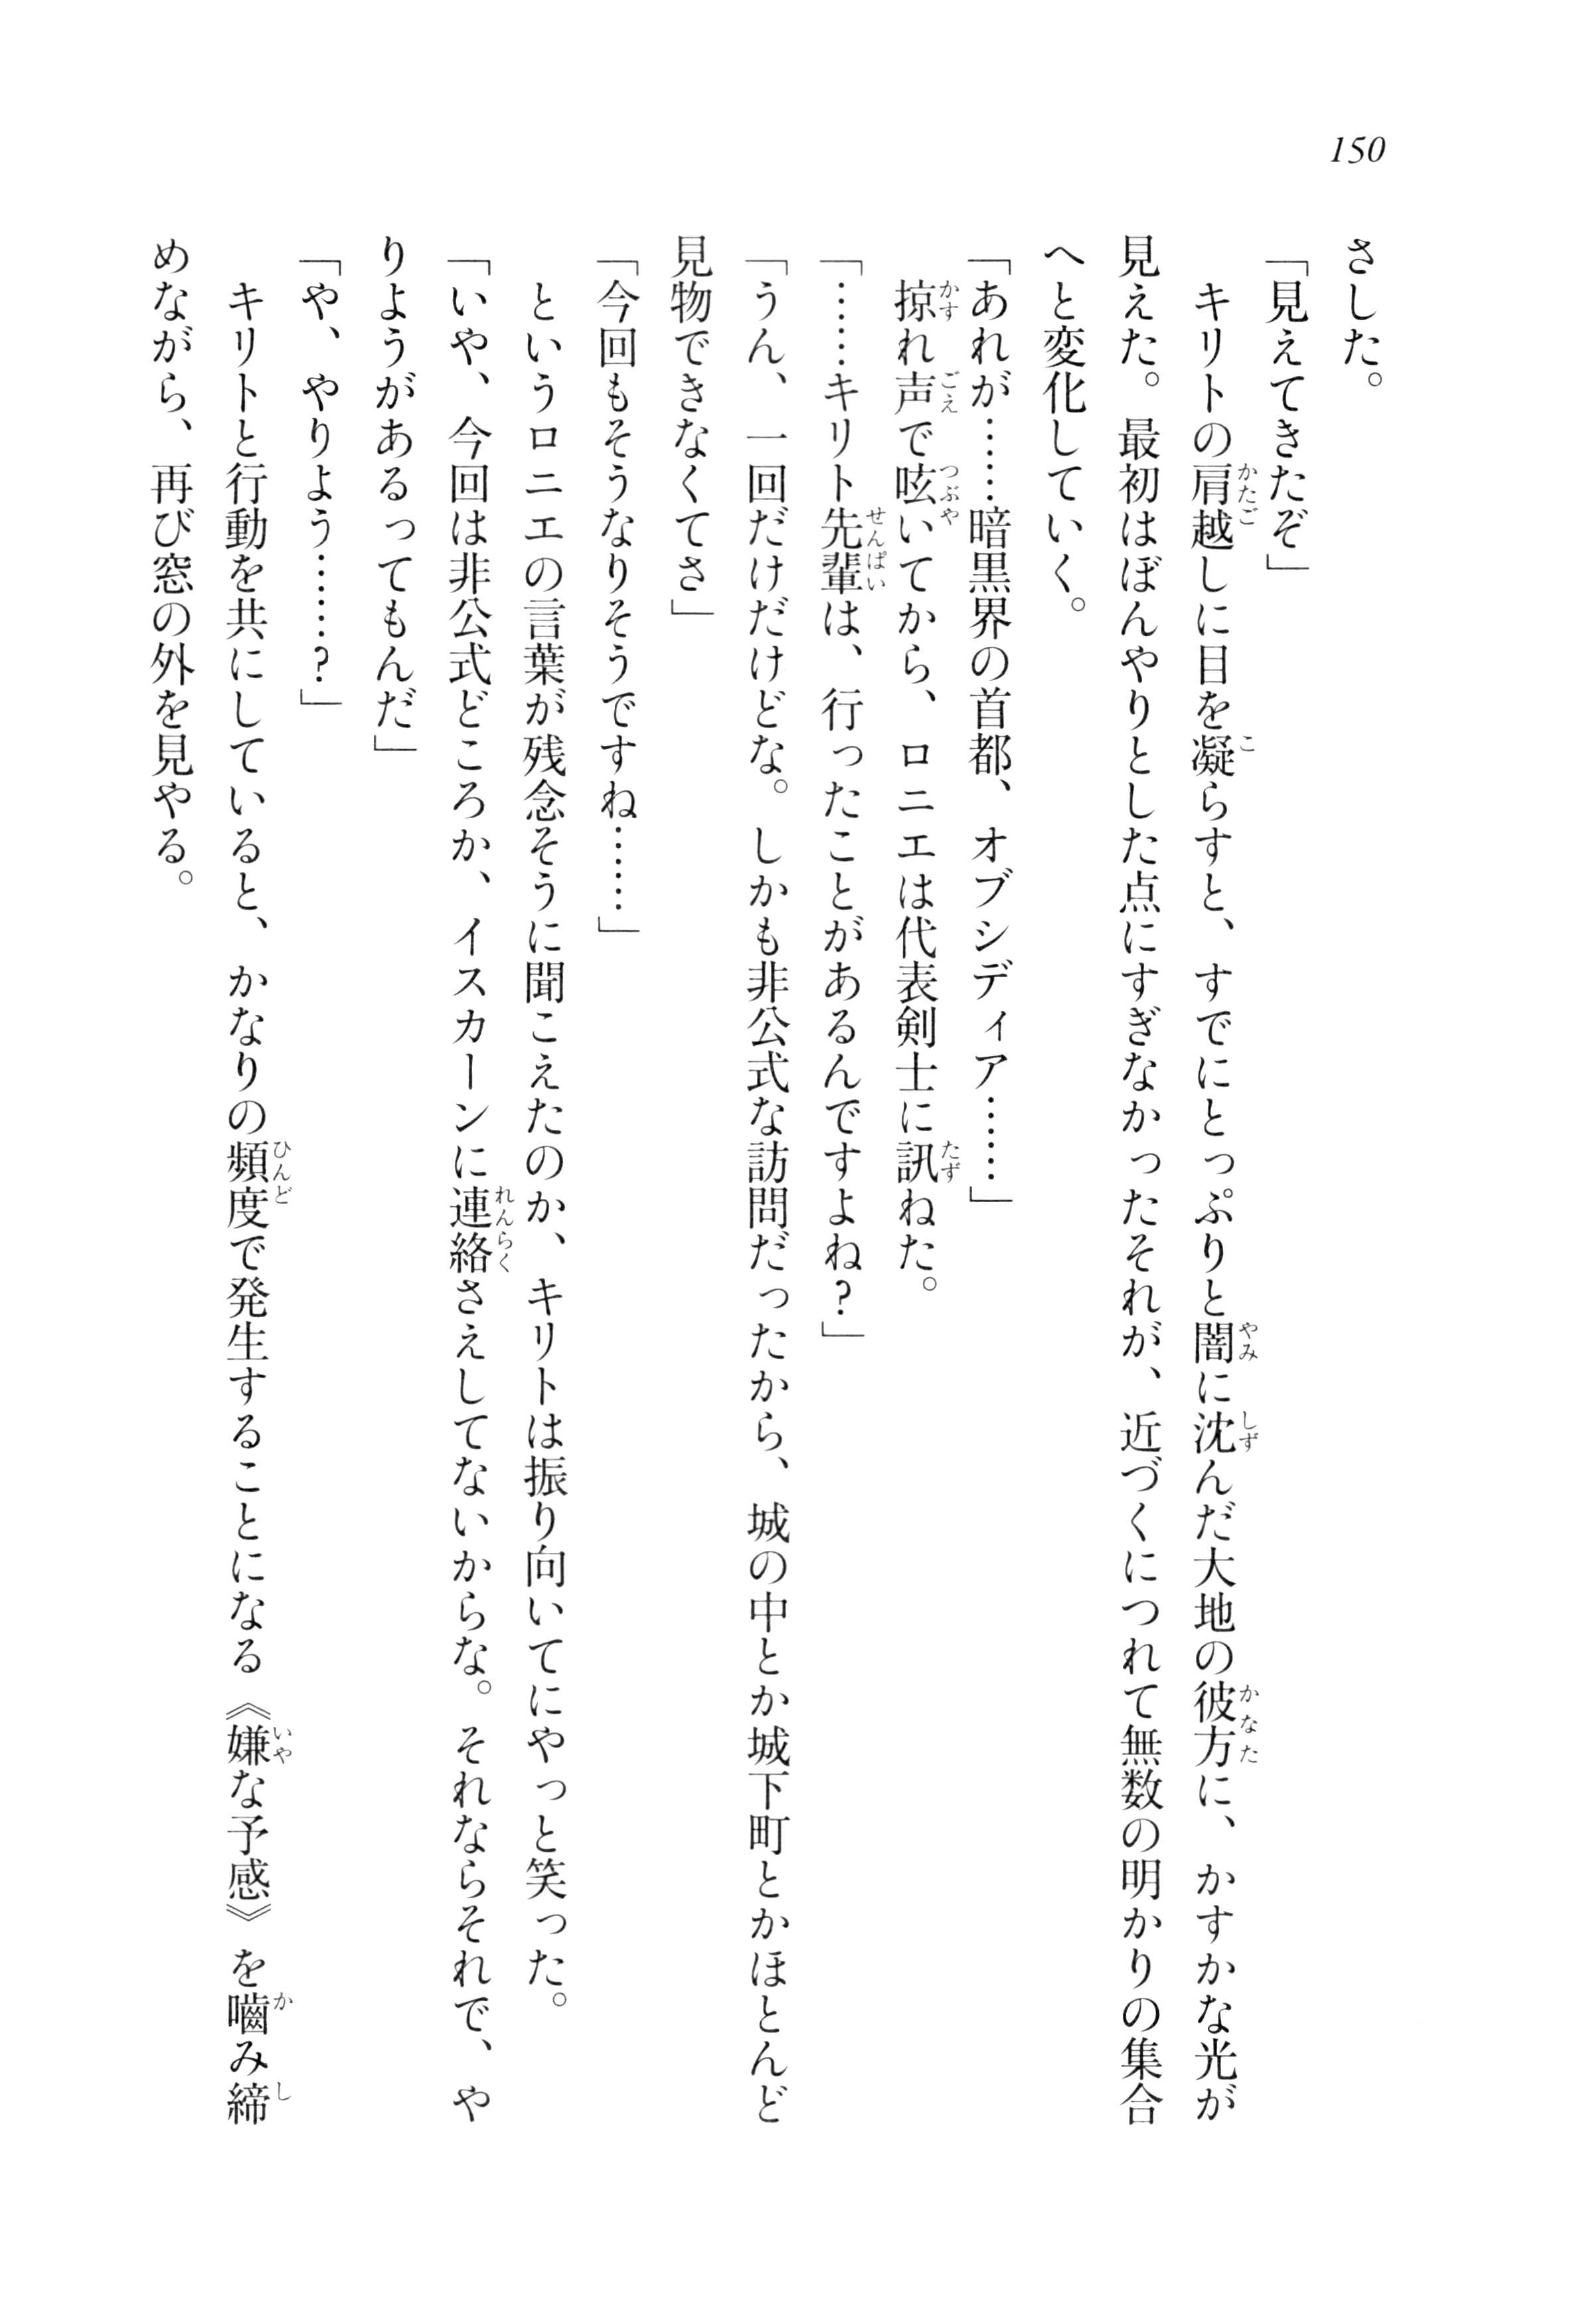 150
さした。
「見えてきたぞ」
キリトの肩越しに目を凝らすと、すでにとっぷりと闇に沈んだ大地の彼方に、かすかな光が
見えた。最初はぼんやりとした点にすぎなかったそれが、近づくにつれて無数の明かりの集合
へと変化していく。
「あれが……暗黒界の首都、オブシディア……」
掠れ声で呟いてから、ロニエは代表剣士に訊ねた。
「……キリト先輩は、行ったことがあるんですよね？」
「うん、一回だけだけどな。しかも非公式な訪問だったから、城の中とか城下町とかほとんど
見物できなくてさ」
「今回もそうなりそうですね……」
というロニエの言葉が残念そうに聞こえたのか、キリトは振り向いてにやっと笑った。
「いや、今回は非公式どころか、イスカーンに連絡さえしてないからな。それならそれで、や
りようがあるってもんだ」
「や、やりよう……？」
キリトと行動を共にしていると、かなりの頻度で発生することになる《嫌な予感》を嚙み締
めながら、再び窓の外を見やる。